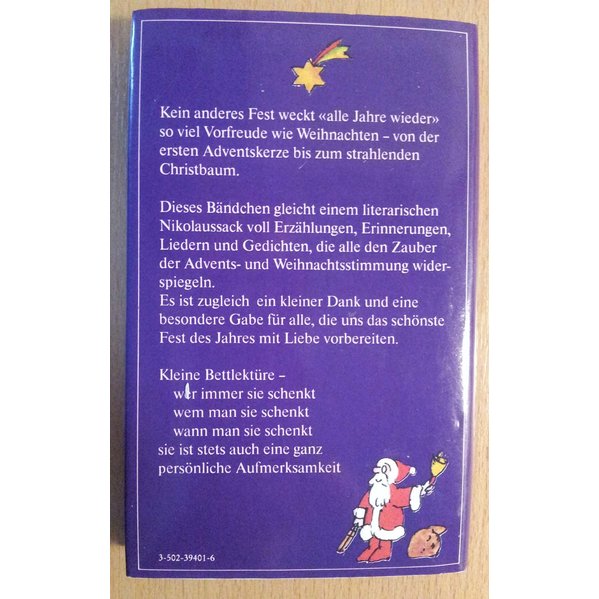 Kein anderes Fest weckt «alle Jahre wieder»
so viel Vorfreude wie Weihnachten – von der
ersten Adventskerze bis zum strahlenden
Christbaum.
Dieses Bändchen gleicht einem literarischen
Nikolaussack voll Erzählungen, Erinnerungen,
Liedern und Gedichten, die alle den Zauber
der Advents- und Weihnachtsstimmung wider-
spiegeln.
Es ist zugleich ein kleiner Dank und eine
besondere Gabe für alle, die uns das schönste
Fest des Jahres mit Liebe vorbereiten.
Kleine Bettlektüre –
wer immer sie schenkt
wem man sie schenkt
wann man sie schenkt
sie ist stets auch eine ganz
persönliche Aufmerksamkeit
3-502-39401-6